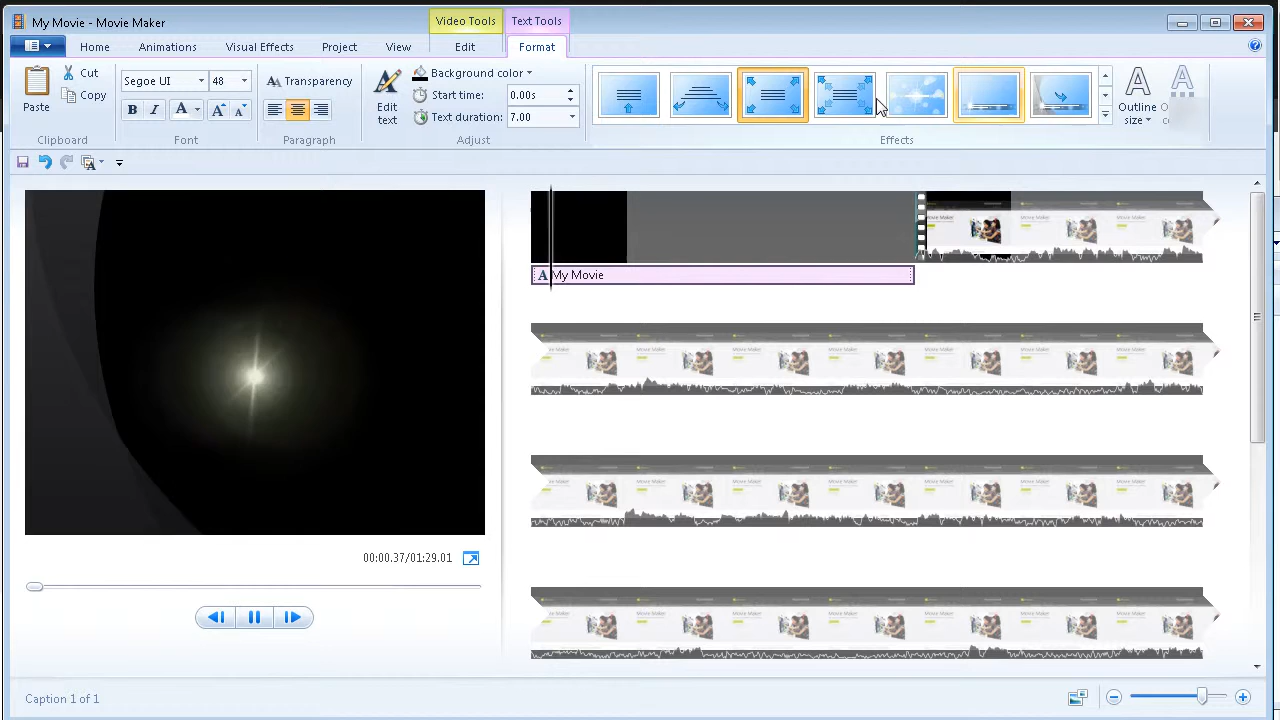 My Movie - Movie Maker
Video Tools
Text Tools
Home
Animations
Visual Effects
Project
View
Edit
Format
Paste
Cut
Copy
Clipboard
Segoe UI
48
B I A A A
Font
Transparency
Paragraph
Edit text
Background color
Start time: 0.00s
Text duration: 7.00
Adjust
Effects
Outline size
A My Movie
Movie Maker
00:00.37/01:29.01
Caption 1 of 1